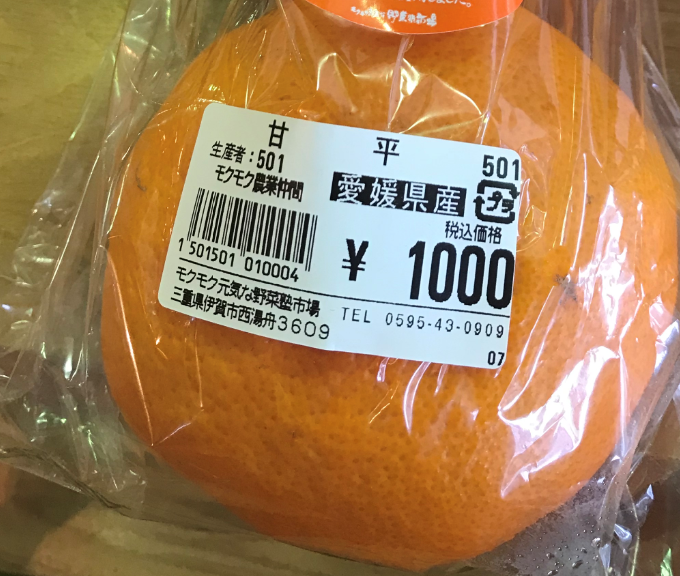 甘平
501
生産者:501
モクモク農業仲間
愛媛県産
プラ
税込価格
¥ 1000
1 501501 010004
モクモク元気な野菜塾市場
三重県伊賀市西湯舟3609
TEL 0595-43-0909
07